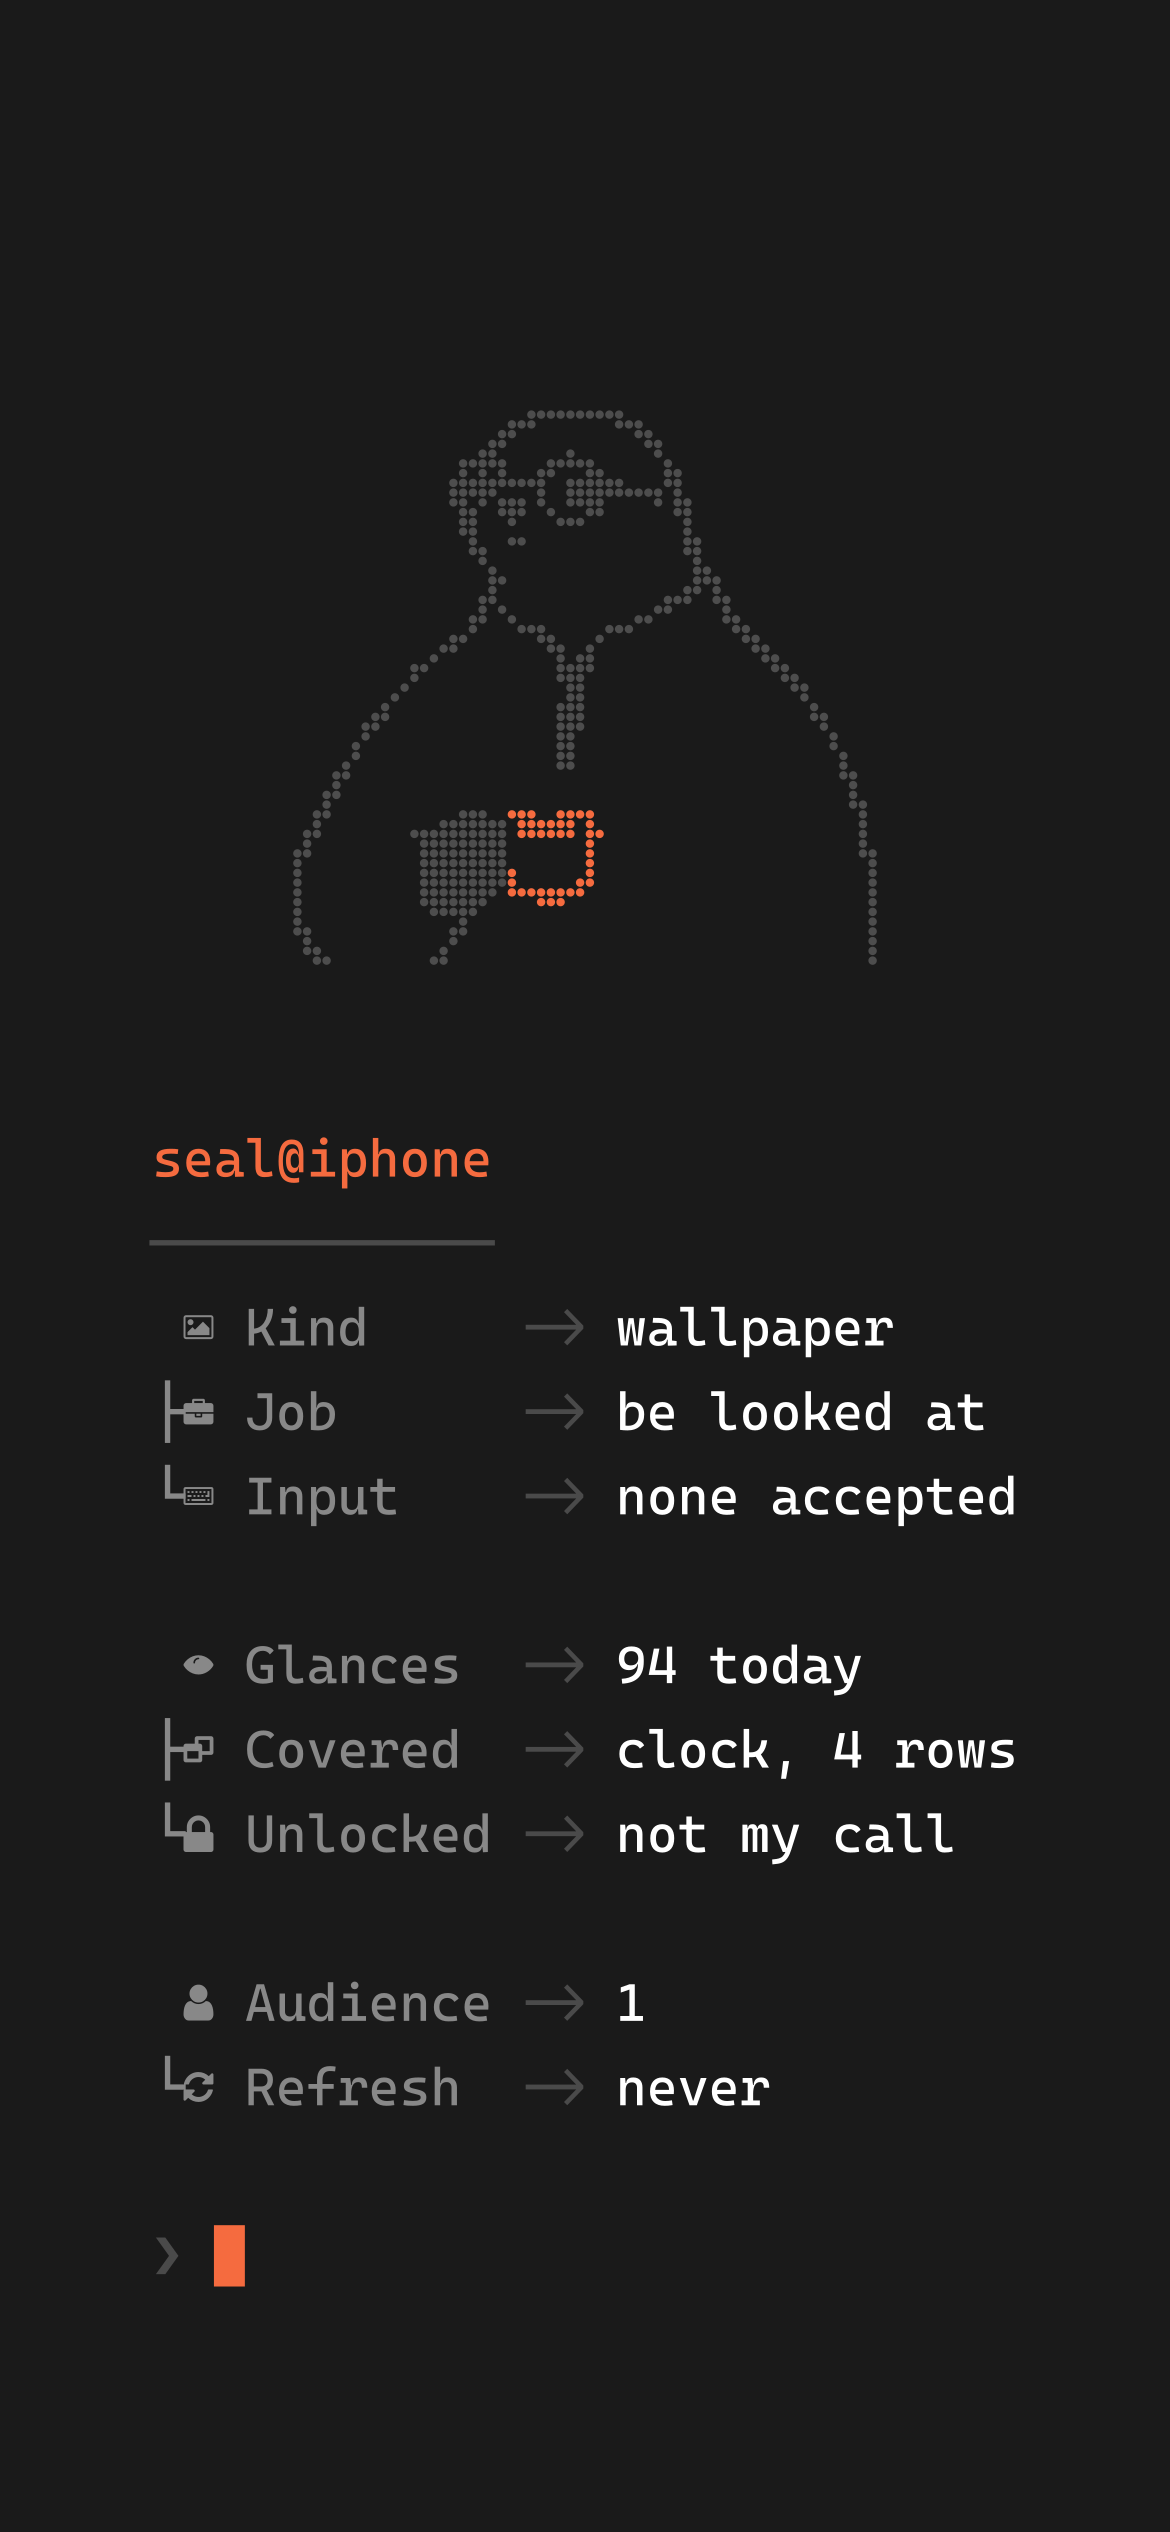 seal@iphone
Kind → wallpaper
Job → be looked at
Input → none accepted
Glances → 94 today
Covered → clock, 4 rows
Unlocked → not my call
Audience → 1
Refresh → never
❯